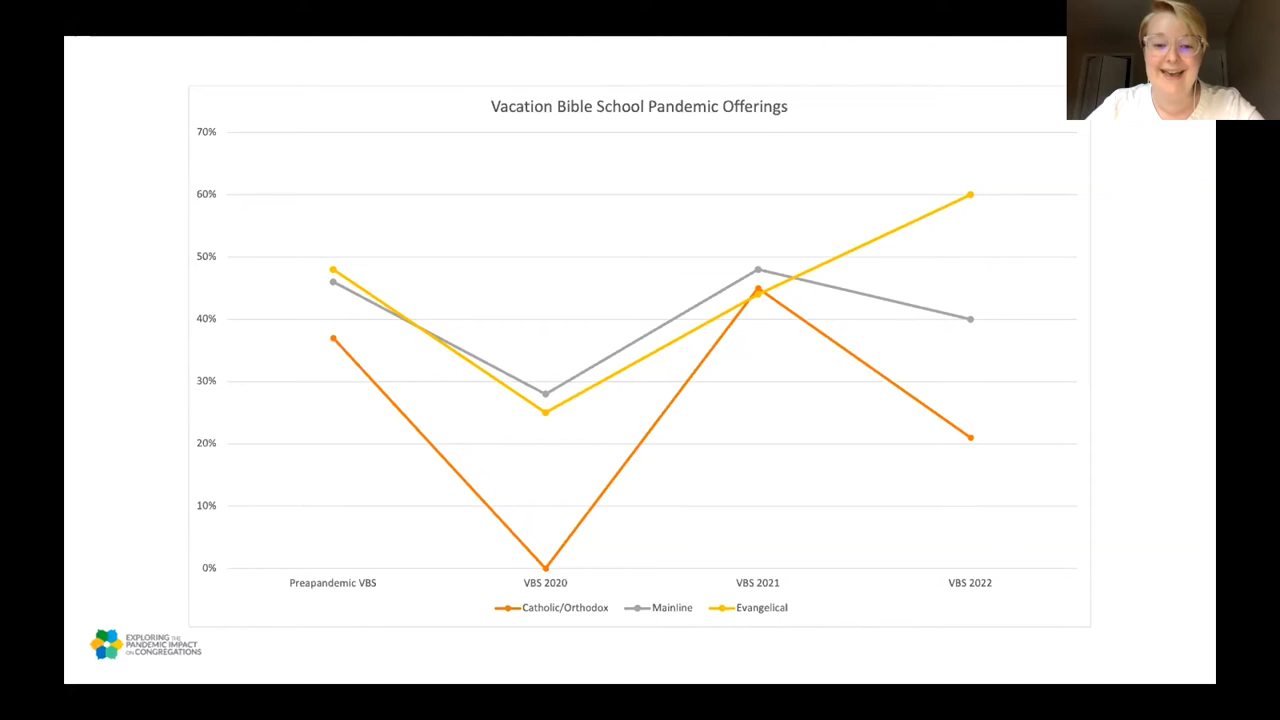 Vacation Bible School Pandemic Offerings
70%
60%
50%
40%
30%
20%
10%
0%
Preapandemic VBS VBS 2020 VBS 2021 VBS 2022
Catholic/Orthodox Mainline Evangelical
EXPLORING THE
PANDEMIC IMPACT
ON CONGREGATIONS